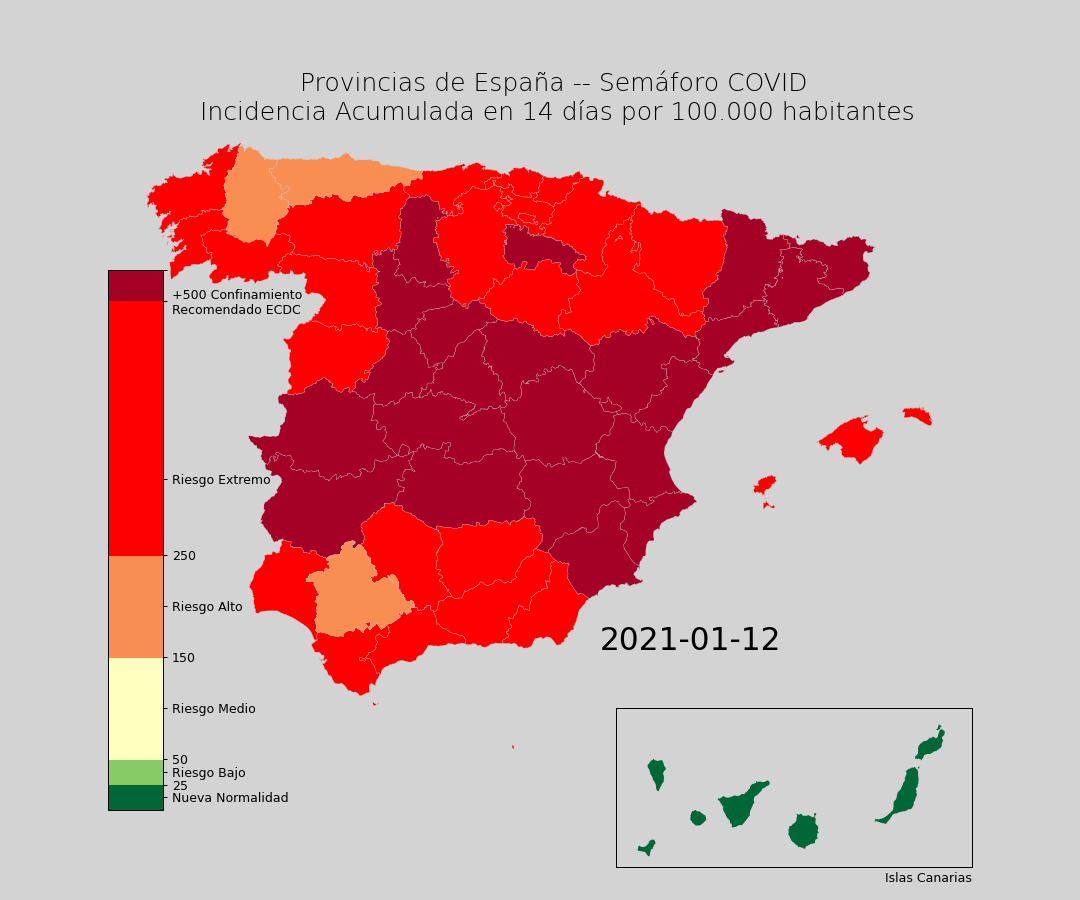 Provincias de España -- Semáforo COVID
Incidencia Acumulada en 14 días por 100.000 habitantes
+500 Confinamiento
Recomendado ECDC
Riesgo Extremo
250
Riesgo Alto
150
Riesgo Medio
50
Riesgo Bajo
25
Nueva Normalidad
2021-01-12
Islas Canarias